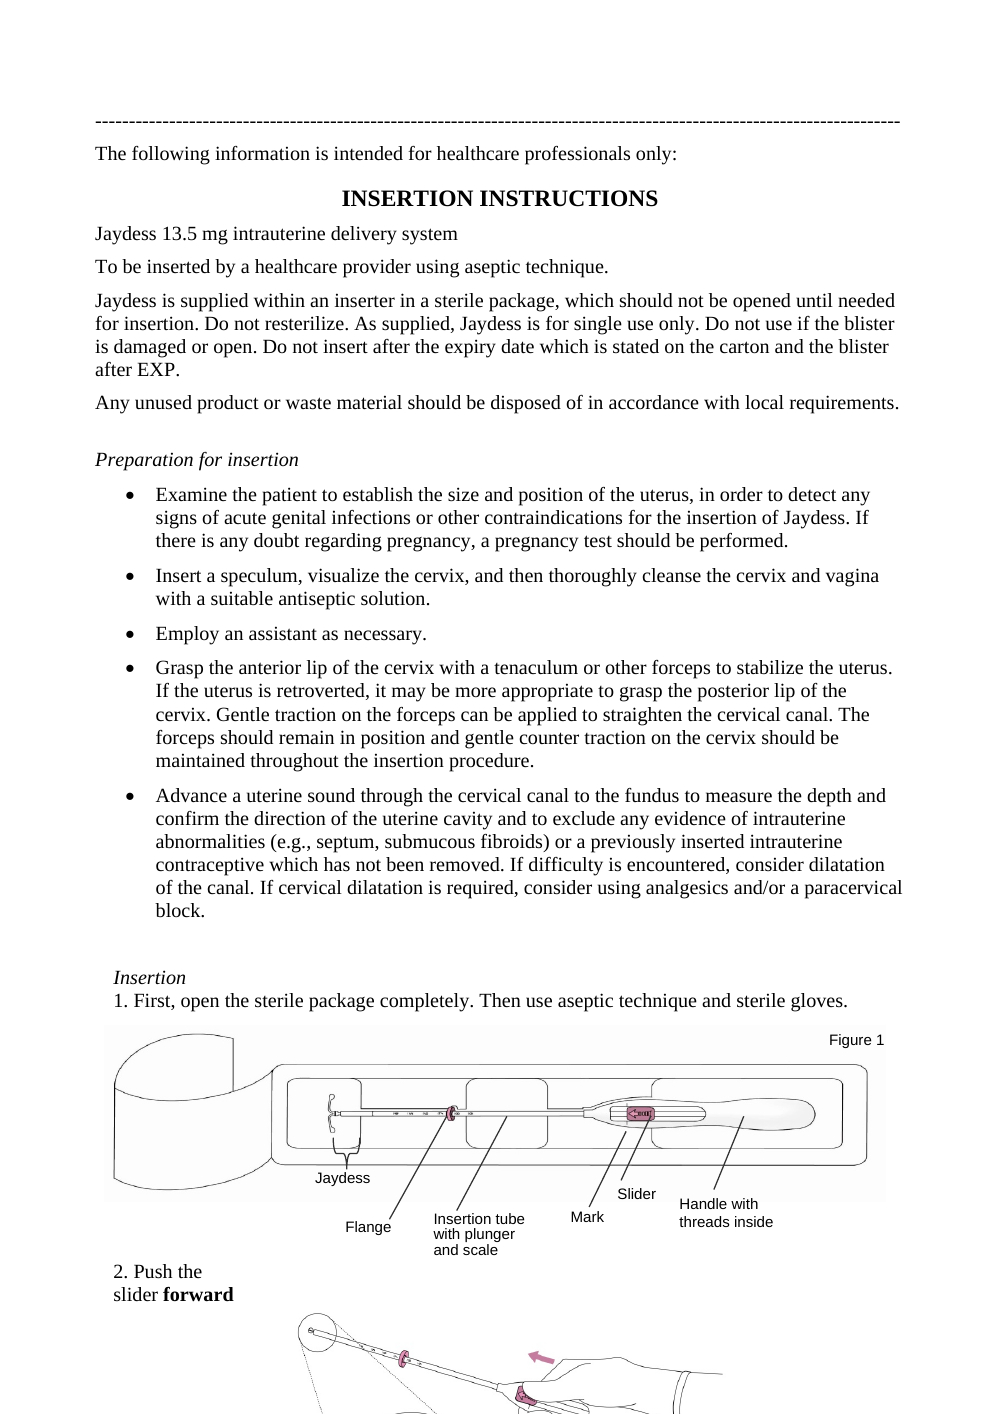 ------------------------------------------------------------------------------------------------------------------------
The following information is intended for healthcare professionals only:
INSERTION INSTRUCTIONS
Jaydess 13.5 mg intrauterine delivery system
To be inserted by a healthcare provider using aseptic technique.
Jaydess is supplied within an inserter in a sterile package, which should not be opened until needed
for insertion. Do not resterilize. As supplied, Jaydess is for single use only. Do not use if the blister
is damaged or open. Do not insert after the expiry date which is stated on the carton and the blister
after EXP.
Any unused product or waste material should be disposed of in accordance with local requirements.
Preparation for insertion
• Examine the patient to establish the size and position of the uterus, in order to detect any
signs of acute genital infections or other contraindications for the insertion of Jaydess. If
there is any doubt regarding pregnancy, a pregnancy test should be performed.
• Insert a speculum, visualize the cervix, and then thoroughly cleanse the cervix and vagina
with a suitable antiseptic solution.
• Employ an assistant as necessary.
• Grasp the anterior lip of the cervix with a tenaculum or other forceps to stabilize the uterus.
If the uterus is retroverted, it may be more appropriate to grasp the posterior lip of the
cervix. Gentle traction on the forceps can be applied to straighten the cervical canal. The
forceps should remain in position and gentle counter traction on the cervix should be
maintained throughout the insertion procedure.
• Advance a uterine sound through the cervical canal to the fundus to measure the depth and
confirm the direction of the uterine cavity and to exclude any evidence of intrauterine
abnormalities (e.g., septum, submucous fibroids) or a previously inserted intrauterine
contraceptive which has not been removed. If difficulty is encountered, consider dilatation
of the canal. If cervical dilatation is required, consider using analgesics and/or a paracervical
block.
Insertion
1. First, open the sterile package completely. Then use aseptic technique and sterile gloves.
Figure 1
Jaydess
Flange
Insertion tube
with plunger
and scale
Mark
Slider
Handle with
threads inside
2. Push the
slider forward